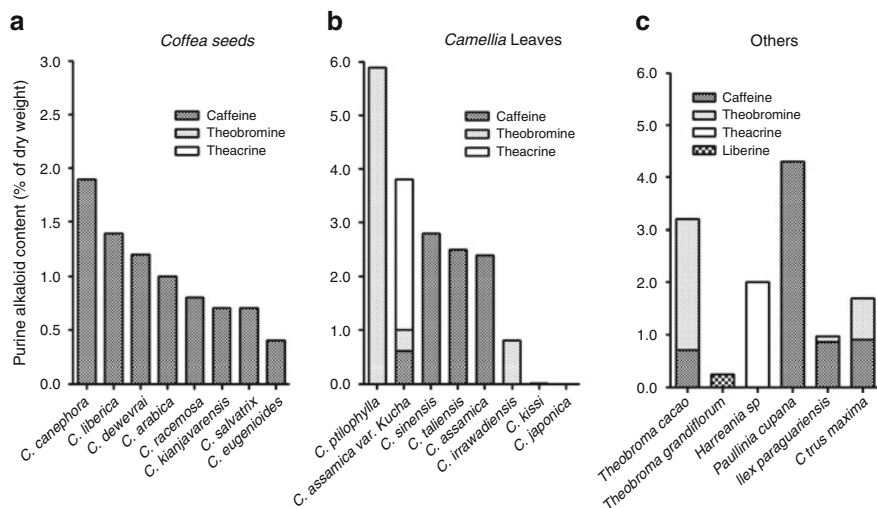 a
Coffea seeds
Purine alkaloid content (% of dry weight)
3.0
2.5
2.0
1.5
1.0
0.5
0.0
Caffeine
Theobromine
Theacrine
C. canephora
C. liberica
C. dewevrai
C. arabica
C. racemosa
C. kianjavarensis
C. salvatrix
C. eugenioides
b
Camellia Leaves
6.0
5.0
4.0
3.0
2.0
1.0
0.0
Caffeine
Theobromine
Theacrine
C. ptilophylla
C. assamica var. Kucha
C. sinensis
C. taliensis
C. assamica
C. irrawadiensis
C. kissi
C. japonica
c
Others
6.0
5.0
4.0
3.0
2.0
1.0
0.0
Caffeine
Theobromine
Theacrine
Liberine
Theobroma cacao
Theobroma grandiflorum
Harreania sp
Paullinia cupana
Ilex paraguariensis
C trus maxima